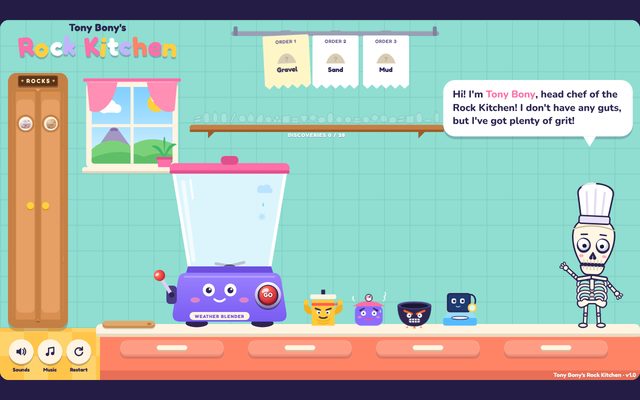 Tony Bony's
Rock Kitchen
ORDER 1
Gravel
ORDER 2
Sand
ORDER 3
Mud
ROCKS
Hi! I'm Tony Bony, head chef of the
Rock Kitchen! I don't have any guts,
but I've got plenty of grit!
DISCOVERIES 0 / 36
GO
WEATHER BLENDER
Sounds
Music
Restart
Tony Bony's Rock Kitchen - v1.0